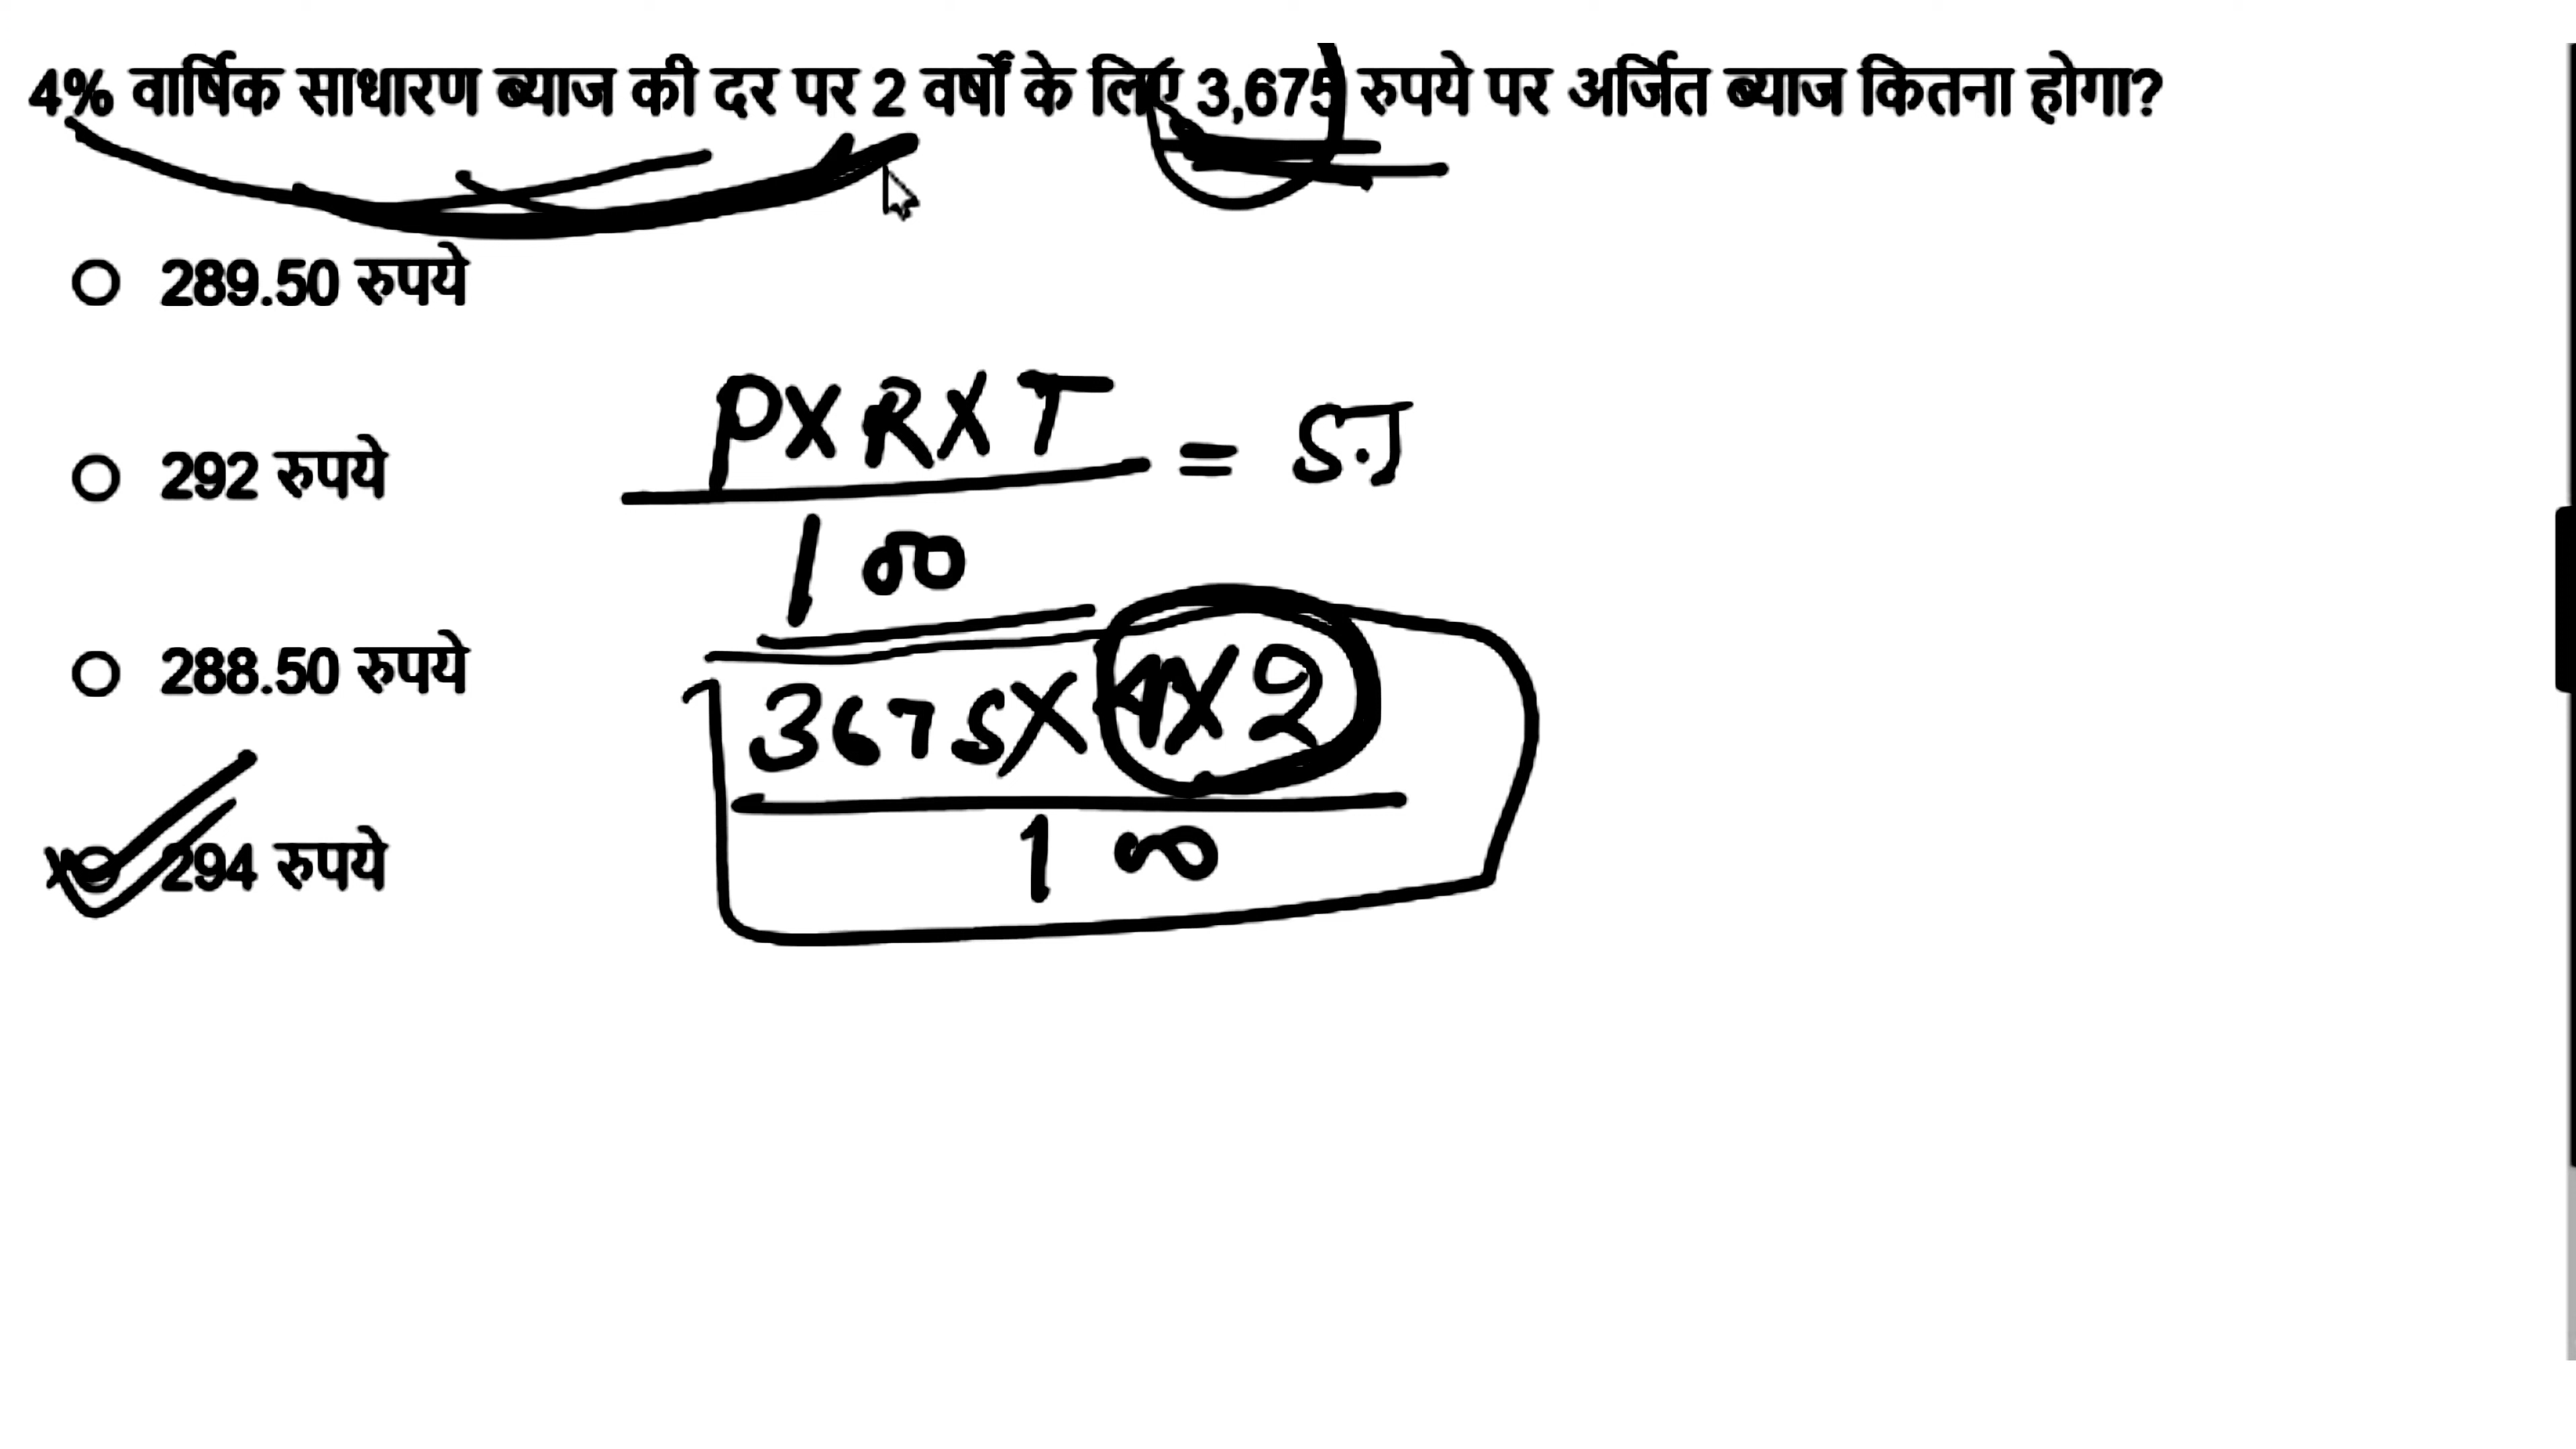 4% वार्षिक साधारण ब्याज की दर पर 2 वर्षों के लिए 3,675 रुपये पर अर्जित ब्याज कितना होगा?
289.50 रुपये
292 रुपये
288.50 रुपये
294 रुपये
PXRXT = S.I
100
3675X4X2
100